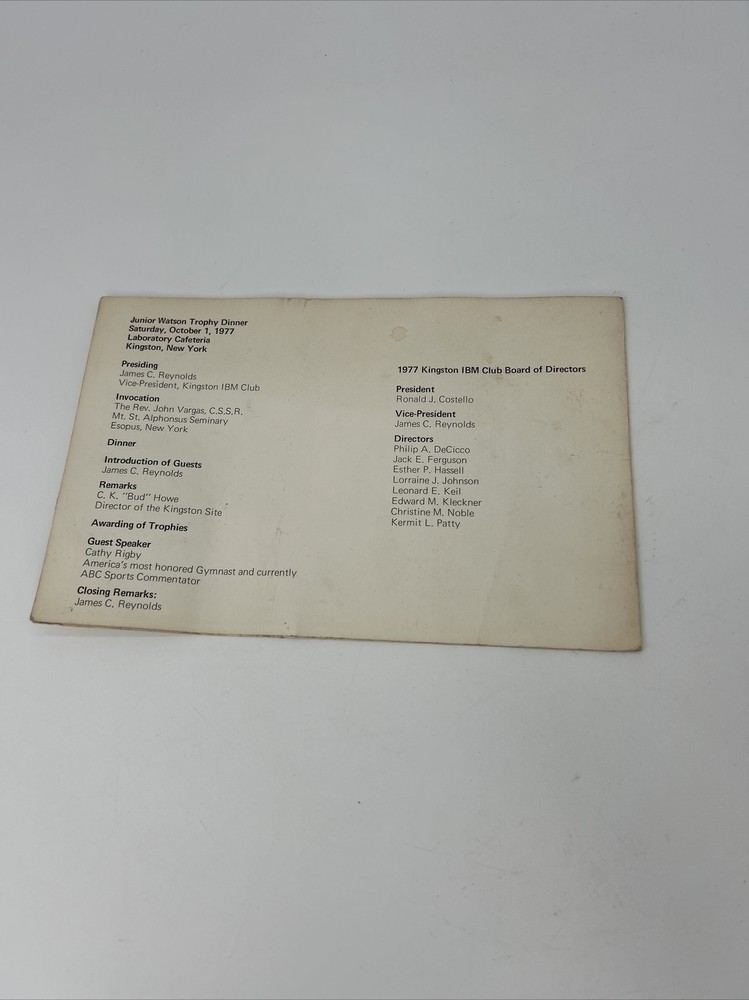 Junior Watson Trophy Dinner
Saturday, October 1, 1977
Laboratory Cafeteria
Kingston, New York
Presiding
James C. Reynolds
Vice-President, Kingston IBM Club
Invocation
The Rev. John Vargas, C.S.S.R.
Mt. St. Alphonsus Seminary
Esopus, New York
Dinner
Introduction of Guests
James C. Reynolds
Remarks
C. K. "Bud" Howe
Director of the Kingston Site
Awarding of Trophies
Guest Speaker
Cathy Rigby
America's most honored Gymnast and currently
ABC Sports Commentator
Closing Remarks:
James C. Reynolds
1977 Kingston IBM Club Board of Directors
President
Ronald J. Costello
Vice-President
James C. Reynolds
Directors
Philip A. DeCicco
Jack E. Ferguson
Esther P. Hassell
Lorraine J. Johnson
Leonard E. Keil
Edward M. Kleckner
Christine M. Noble
Kermit L. Patty